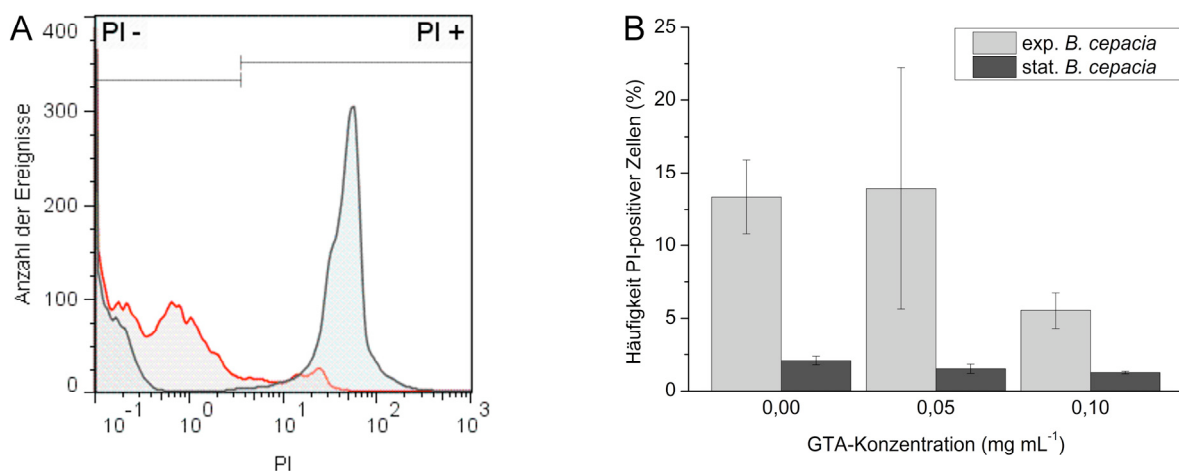 A
PI -
PI +
400
300
200
100
0
Anzahl der Ereignisse
10⁻¹
10⁰
10¹
10²
10³
PI
B
exp. B. cepacia
stat. B. cepacia
25
20
15
10
5
0
Häufigkeit PI-positiver Zellen (%)
0,00
0,05
0,10
GTA-Konzentration (mg mL⁻¹)